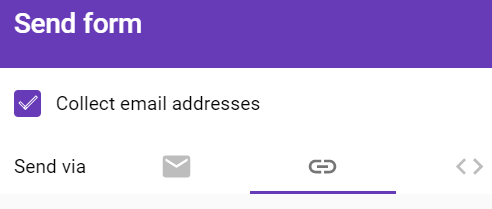 Send form
Collect email addresses
Send via